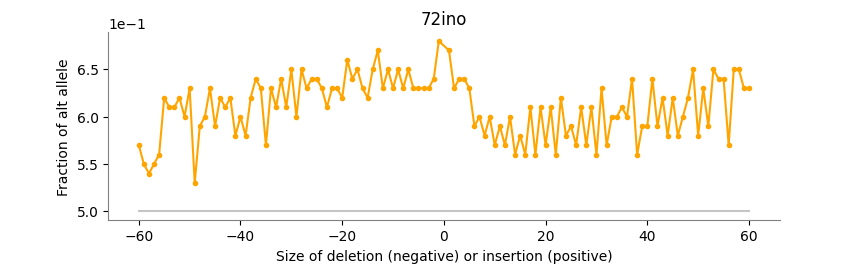 72ino
1e−1
Fraction of alt allele
6.5
6.0
5.5
5.0
−60 −40 −20 0 20 40 60
Size of deletion (negative) or insertion (positive)